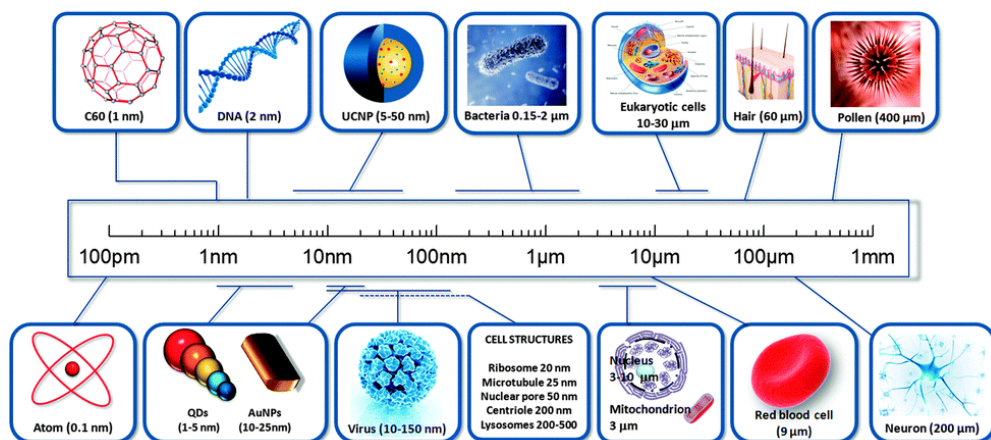 C60 (1 nm)
DNA (2 nm)
UCNP (5-50 nm)
Bacteria 0.15-2 µm
Eukaryotic cells
10-30 µm
Hair (60 µm)
Pollen (400 µm)
100pm 1nm 10nm 100nm 1µm 10µm 100µm 1mm
Atom (0.1 nm)
QDs
(1-5 nm)
AuNPs
(10-25nm)
Virus (10-150 nm)
CELL STRUCTURES
Ribosome 20 nm
Microtubule 25 nm
Nuclear pore 50 nm
Centriole 200 nm
Lysosomes 200-500
Nucleus
3-10 µm
Mitochondrion
3 µm
Red blood cell
(9 µm)
Neuron (200 µm)